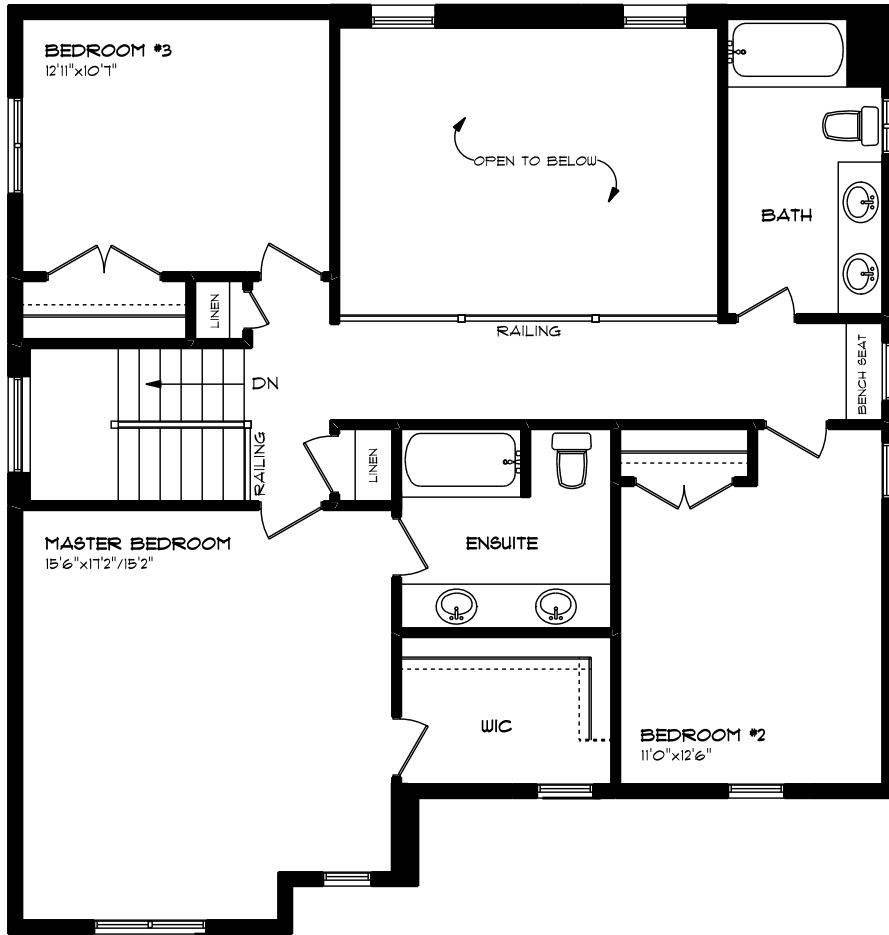 BEDROOM #3
12'11"x10'7"
OPEN TO BELOW
BATH
LINEN
RAILING
BENCH SEAT
DN
RAILING
LINEN
MASTER BEDROOM
15'6"x17'2"/15'2"
ENSUITE
WIC
BEDROOM #2
11'0"x12'6"